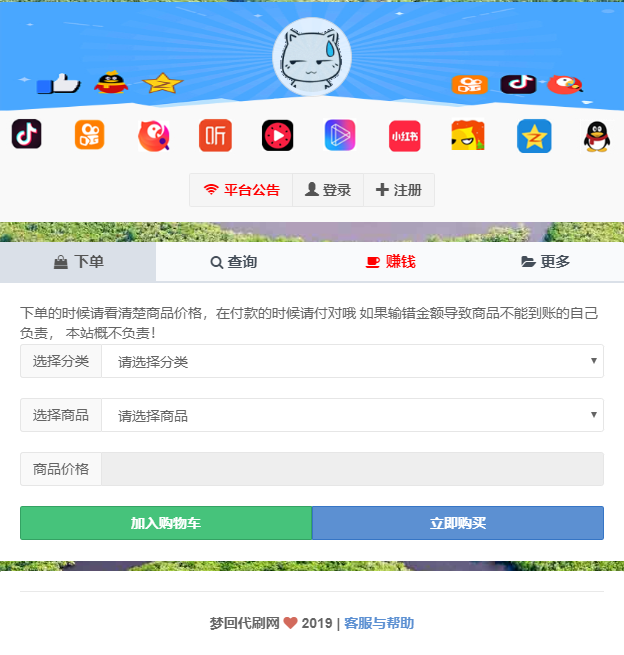 听
小红书
平台公告 登录 注册
下单 查询 赚钱 更多
下单的时候请看清楚商品价格，在付款的时候请付对哦 如果输错金额导致商品不能到账的自己
负责， 本站概不负责！
选择分类 请选择分类
选择商品 请选择商品
商品价格
加入购物车 立即购买
梦回代刷网 2019 | 客服与帮助